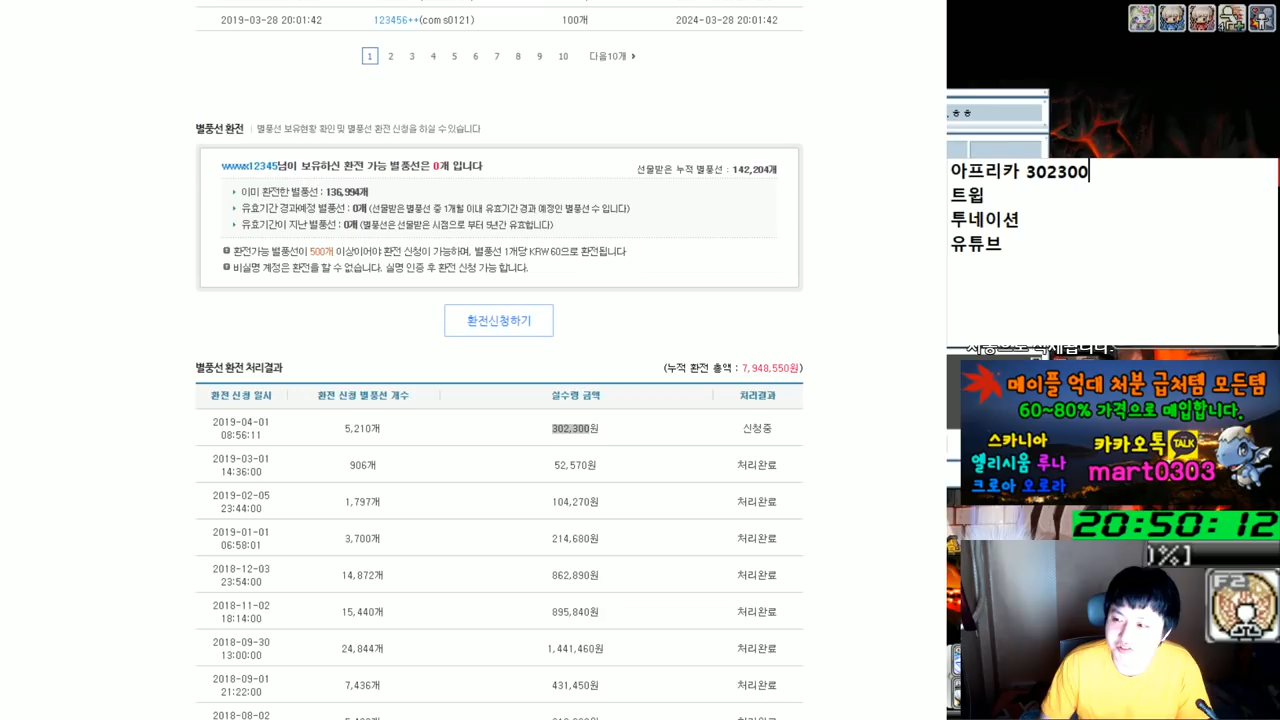 2019-03-28 20:01:42 123456++(coms0121) 100개 2024-03-28 20:01:42
1 2 3 4 5 6 7 8 9 10 다음10개
별풍선 환전 별풍선 보유현황 확인 및 별풍선 환전 신청을 하실 수 있습니다
wwwx12345님이 보유하신 환전 가능 별풍선은 0개 입니다
선물받은 누적 별풍선 : 142,204개
이미 환전한 별풍선 : 136,994개
유효기간 경과예정 별풍선 : 0개 (선물받은 별풍선 중 1개월 이내 유효기간 경과 예정인 별풍선 수 입니다)
유효기간이 지난 별풍선 : 0개 (별풍선은 선물받은 시점으로 부터 5년간 유효합니다)
환전가능 별풍선이 500개 이상이어야 환전 신청이 가능하며, 별풍선 1개당 KRW 60으로 환전됩니다
비실명 계정은 환전을 할 수 없습니다. 실명 인증 후 환전 신청 가능 합니다.
환전신청하기
별풍선 환전 처리결과 (누적 환전 총액 : 7,948,550원)
환전 신청 일시 환전 신청 별풍선 개수 실수령 금액 처리결과
2019-04-01 08:56:11 5,210개 302,300원 신청중
2019-03-01 14:36:00 906개 52,570원 처리완료
2019-02-05 23:44:00 1,797개 104,270원 처리완료
2019-01-01 06:58:01 3,700개 214,680원 처리완료
2018-12-03 23:54:00 14,872개 862,890원 처리완료
2018-11-02 18:14:00 15,440개 895,840원 처리완료
2018-09-30 13:00:00 24,844개 1,441,460원 처리완료
2018-09-01 21:22:00 7,436개 431,450원 처리완료
2018-08-02
ㅎㅎ
아프리카 302300
트윕
투네이션
유튜브
메이플 억대 처분 급처템 모든템
60~80% 가격으로 매입합니다.
스카니아
엘리시움 루나
크로아 오로라
카카오톡 TALK
mart0303
20:50:12
%]
F2